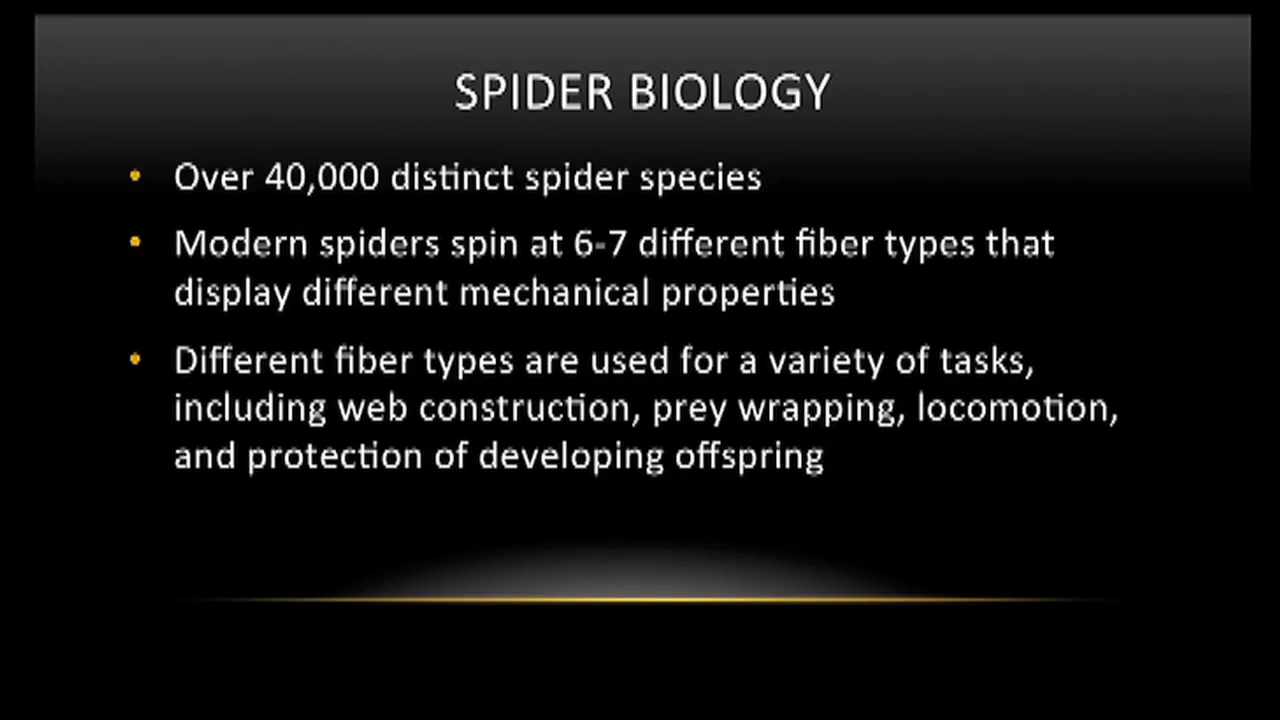 SPIDER BIOLOGY
• Over 40,000 distinct spider species
• Modern spiders spin at 6-7 different fiber types that
display different mechanical properties
• Different fiber types are used for a variety of tasks,
including web construction, prey wrapping, locomotion,
and protection of developing offspring